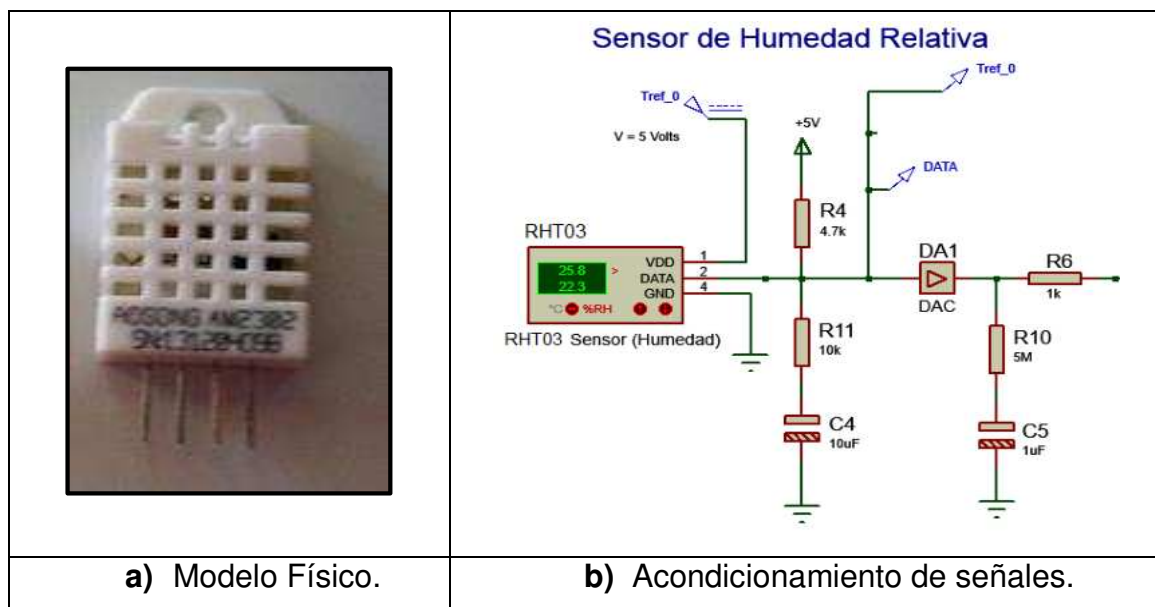 AOSONG AM2302
SN131204098
a) Modelo Físico.
Sensor de Humedad Relativa
Tref_0
V = 5 Volts
+5V
Tref_0
DATA
R4
4.7k
RHT03
25.8
22.3
>
°C %RH
VDD
DATA
GND
1
2
4
RHT03 Sensor (Humedad)
DA1
DAC
R6
1k
R11
10k
R10
5M
C4
10uF
C5
1uF
b) Acondicionamiento de señales.